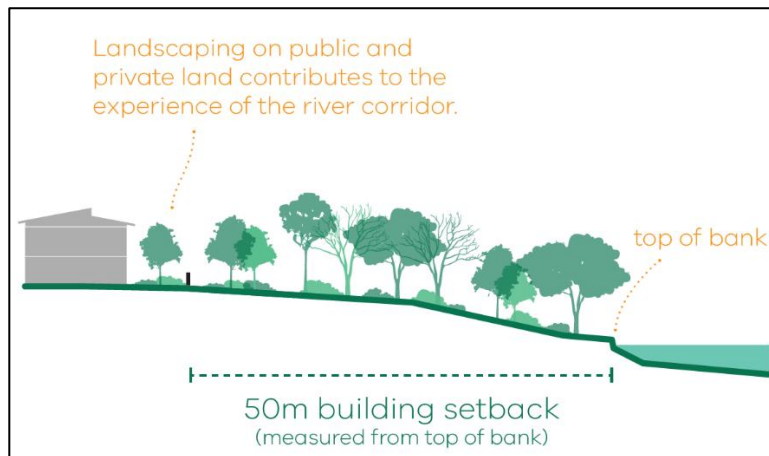 Landscaping on public and
private land contributes to the
experience of the river corridor.
top of bank
50m building setback
(measured from top of bank)